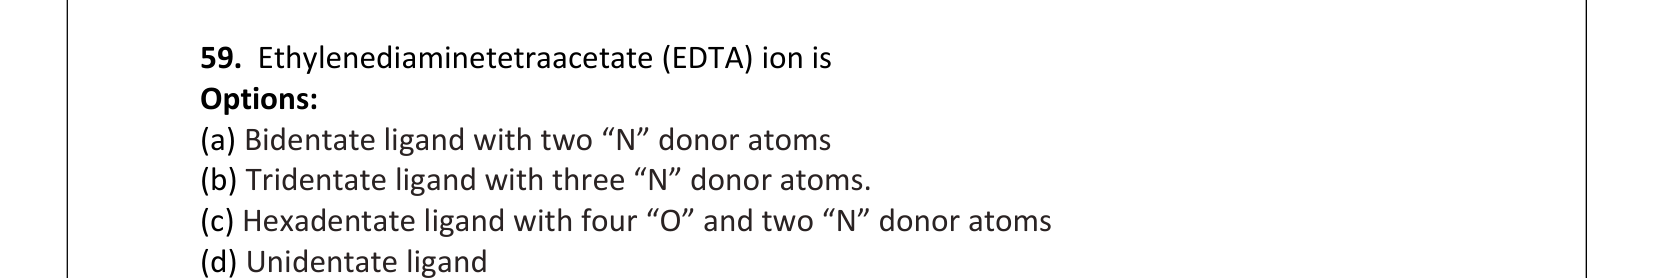 59. Ethylenediaminetetraacetate (EDTA) ion is
Options:
(a) Bidentate ligand with two “N” donor atoms
(b) Tridentate ligand with three “N” donor atoms.
(c) Hexadentate ligand with four “O” and two “N” donor atoms
(d) Unidentate ligand